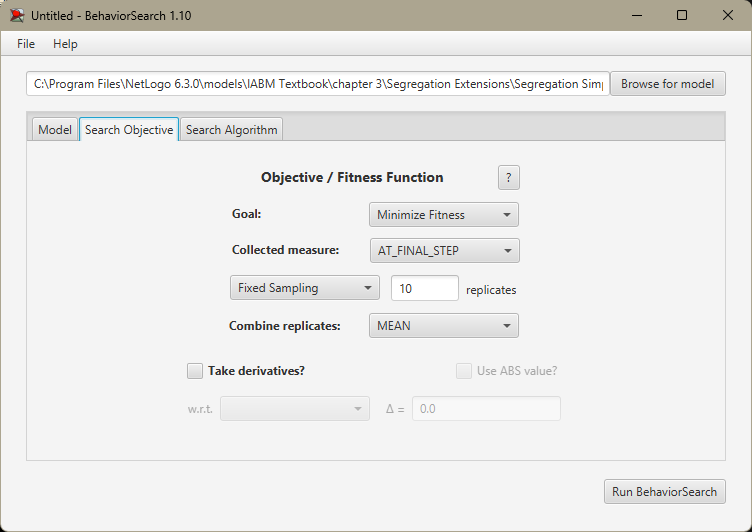 Untitled - BehaviorSearch 1.10
File Help
C:\Program Files\NetLogo 6.3.0\models\IABM Textbook\chapter 3\Segregation Extensions\Segregation Simp
Browse for model
Model Search Objective Search Algorithm
Objective / Fitness Function ?
Goal: Minimize Fitness
Collected measure: AT_FINAL_STEP
Fixed Sampling 10 replicates
Combine replicates: MEAN
Take derivatives? Use ABS value?
w.r.t. Δ = 0.0
Run BehaviorSearch